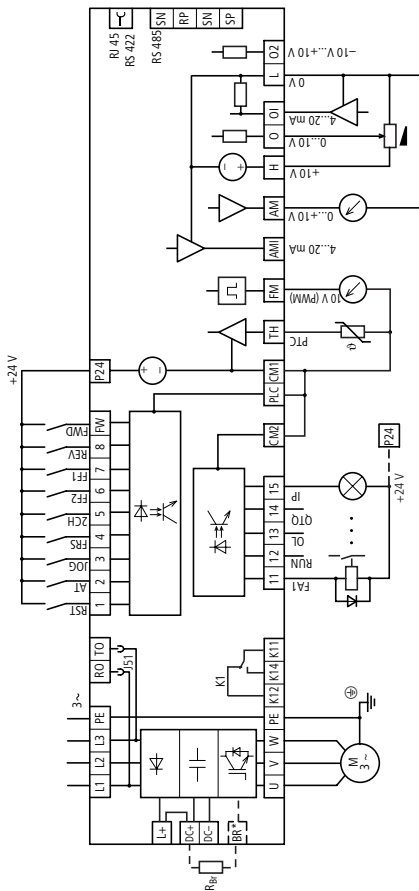 RJ 45
RS 422
RS 485
SN
RP
SN
SP
+24 V
P24
FWD
REV
FF1
FF2
2CH
FRS
JOG
AT
RST
FW
8
7
6
5
4
3
2
1
3 ~
RO
TO
J51
L1
L2
L3
PE
L+
DC+
DC–
BR*
RBr
U
V
W
PE
M
3 ~
K1
K12
K14
K11
11
12
13
14
15
FA1
RUN
OL
QTQ
IP
+24 V
P24
CM2
PLC
CM1
TH
FM
AMI
AM
H
O
OI
L
O2
PTC
ϑ
10 V (PWM)
4...20 mA
0...+10 V
+10 V
0...10 V
4...20 mA
0 V
–10 V...+10 V